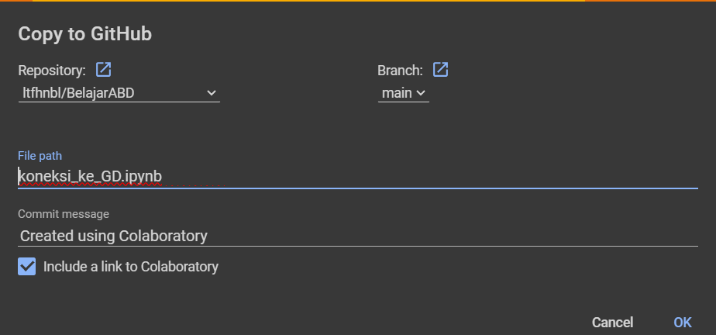 Copy to GitHub
Repository:
Branch:
ltfhnbl/BelajarABD
main
File path
koneksi_ke_GD.ipynb
Commit message
Created using Colaboratory
Include a link to Colaboratory
Cancel OK